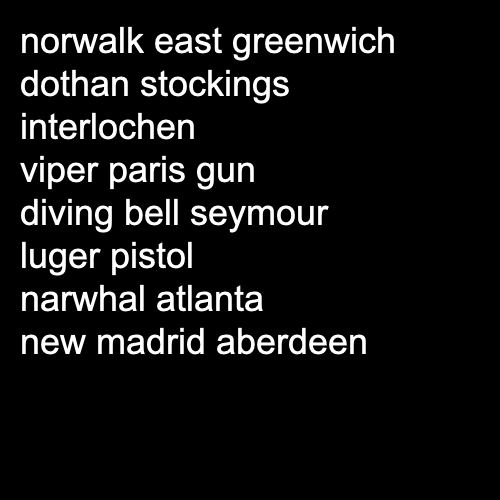 norwalk east greenwich
dothan stockings
interlochen
viper paris gun
diving bell seymour
luger pistol
narwhal atlanta
new madrid aberdeen